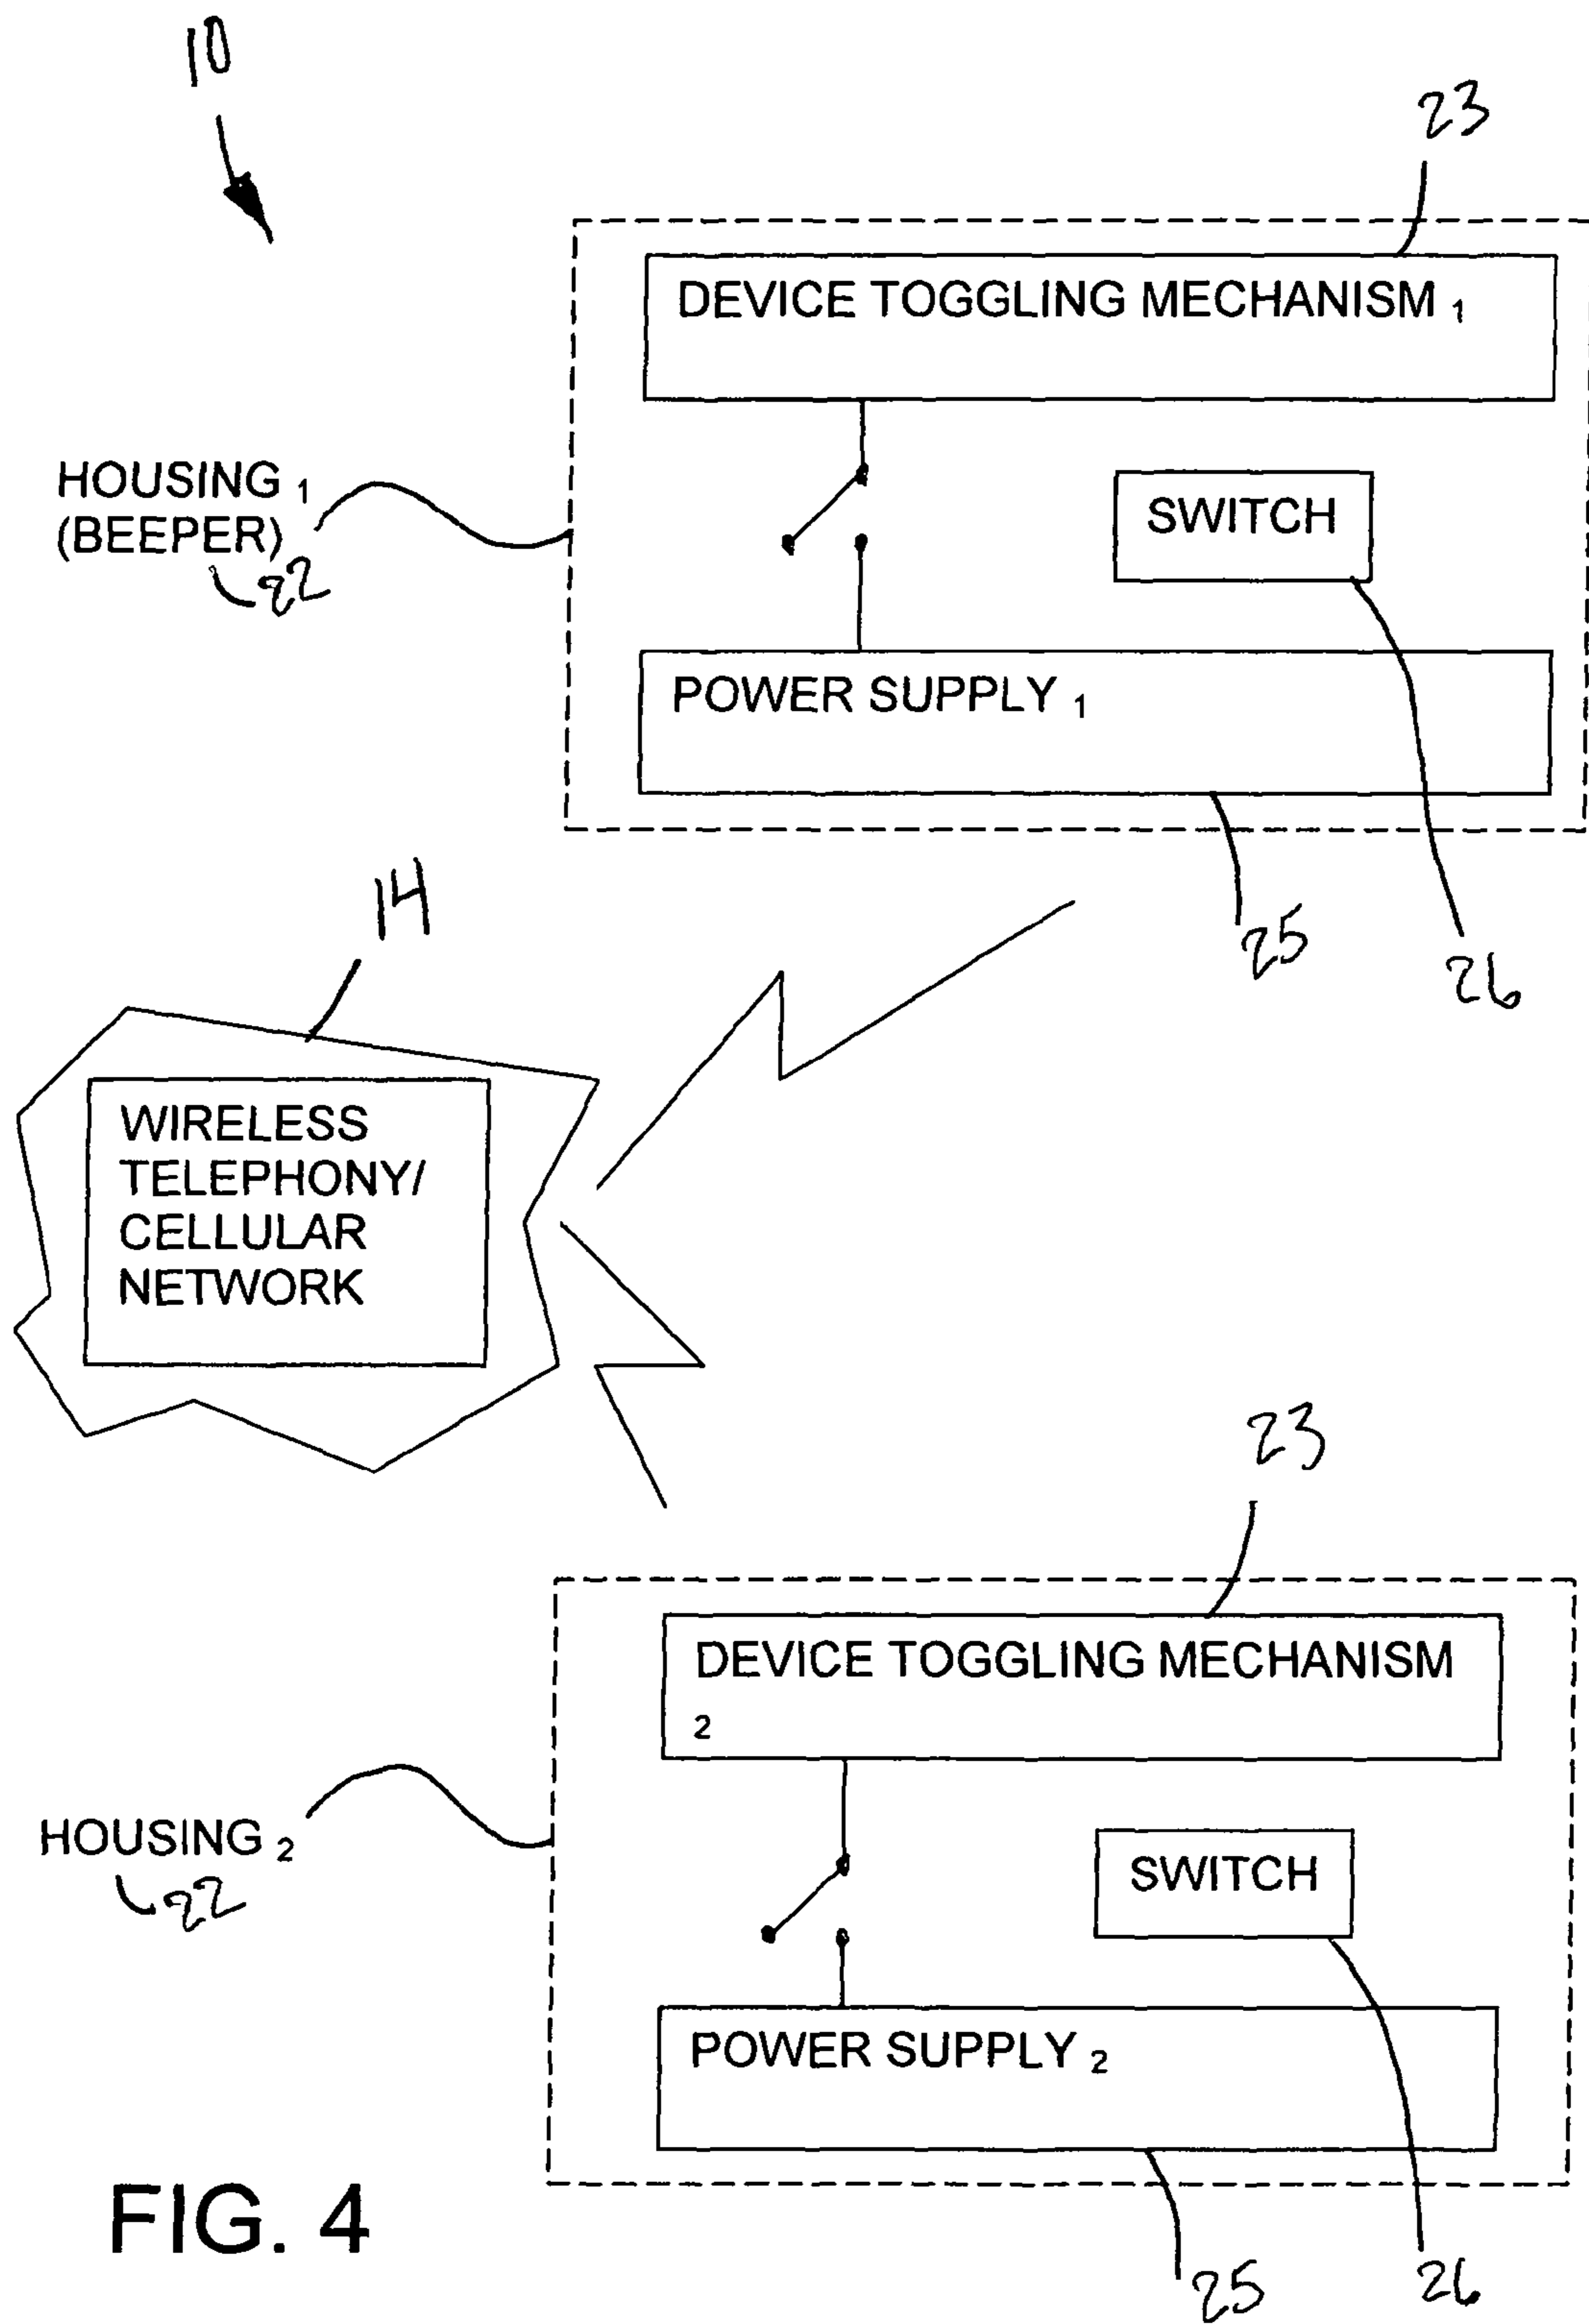 10
23
DEVICE TOGGLING MECHANISM 1
HOUSING 1
(BEEPER)
22
SWITCH
POWER SUPPLY 1
25
26
14
WIRELESS
TELEPHONY/
CELLULAR
NETWORK
23
DEVICE TOGGLING MECHANISM
2
HOUSING 2
22
SWITCH
POWER SUPPLY 2
25
26
FIG. 4